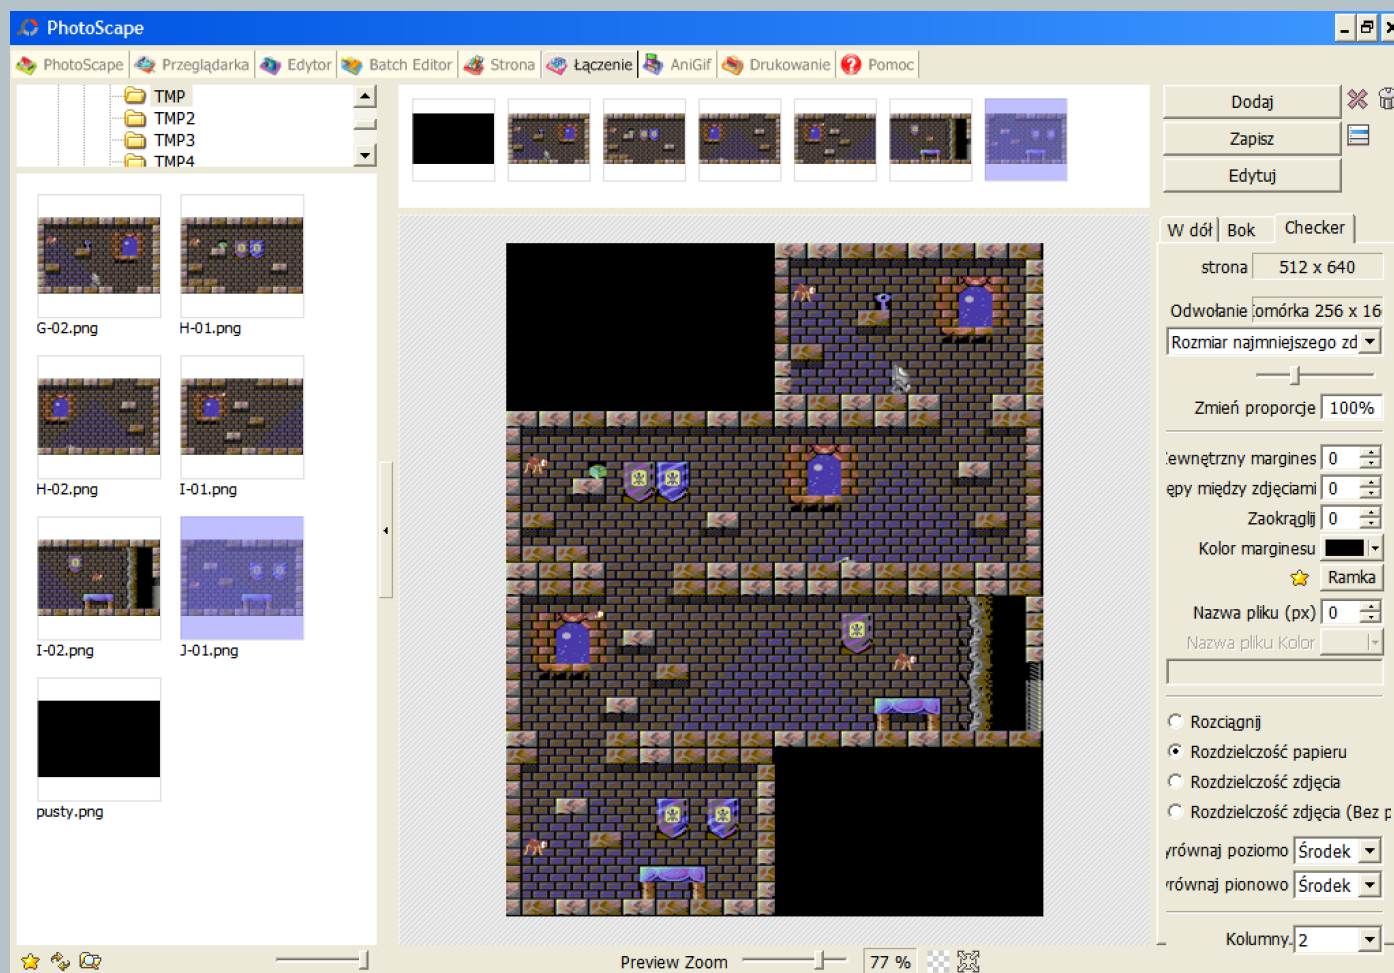 PhotoScape
PhotoScape Przeglądarka Edytor Batch Editor Strona Łączenie AniGif Drukowanie Pomoc
TMP
TMP2
TMP3
TMP4
G-02.png H-01.png
H-02.png I-01.png
I-02.png J-01.png
pusty.png
Dodaj
Zapisz
Edytuj
W dół Bok Checker
strona 512 x 640
Odwołanie omórka 256 x 16
Rozmiar najmniejszego zd
Zmień proporcje 100%
ewnętrzny margines 0
ępy między zdjęciami 0
Zaokrąglij 0
Kolor marginesu
Ramka
Nazwa pliku (px) 0
Nazwa pliku Kolor
Rozciągnij
Rozdzielczość papieru
Rozdzielczość zdjęcia
Rozdzielczość zdjęcia (Bez p
yrównaj poziomo Środek
yrównaj pionowo Środek
Kolumny. 2
Preview Zoom 77 %